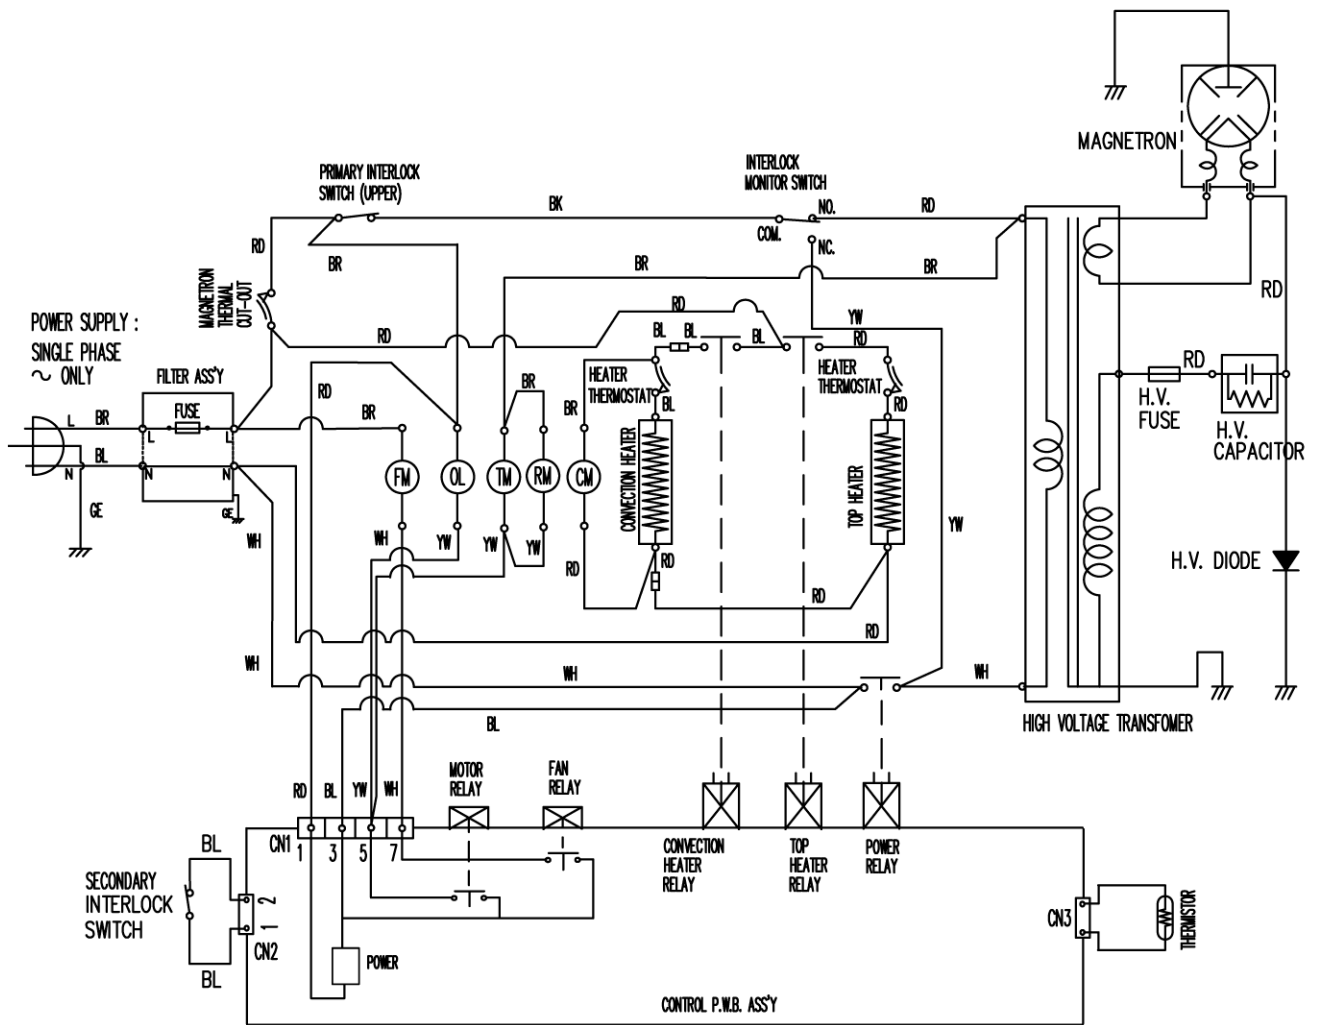 MAGNETRON
PRIMARY INTERLOCK
SWITCH (UPPER)
INTERLOCK
MONITOR SWITCH
BK
NO.
RD
COM.
NC.
RD
BR
BR
BR
MAGNETRON
THERMAL
CUT-OUT
RD
RD
POWER SUPPLY :
SINGLE PHASE
~ ONLY
RD
BL
BL
BL
YW
RD
FILTER ASS'Y
HEATER
THERMOSTAT
HEATER
THERMOSTAT
RD
H.V.
FUSE
H.V.
CAPACITOR
FUSE
RD
BR
BR
BR
BL
RD
L
BR
L
L
BL
N
N
N
GE
GE
FM
OL
TM
RM
CM
CONVECTION HEATER
TOP HEATER
WH
WH
YW
YW
YW
YW
RD
RD
RD
RD
H.V. DIODE
WH
WH
WH
BL
HIGH VOLTAGE TRANSFOMER
RD
BL
YW
WH
MOTOR
RELAY
FAN
RELAY
CN1
1
3
5
7
CONVECTION
HEATER
RELAY
TOP
HEATER
RELAY
POWER
RELAY
BL
SECONDARY
INTERLOCK
SWITCH
2
1
CN2
BL
POWER
CN3
THERMISTOR
CONTROL P.W.B. ASS'Y